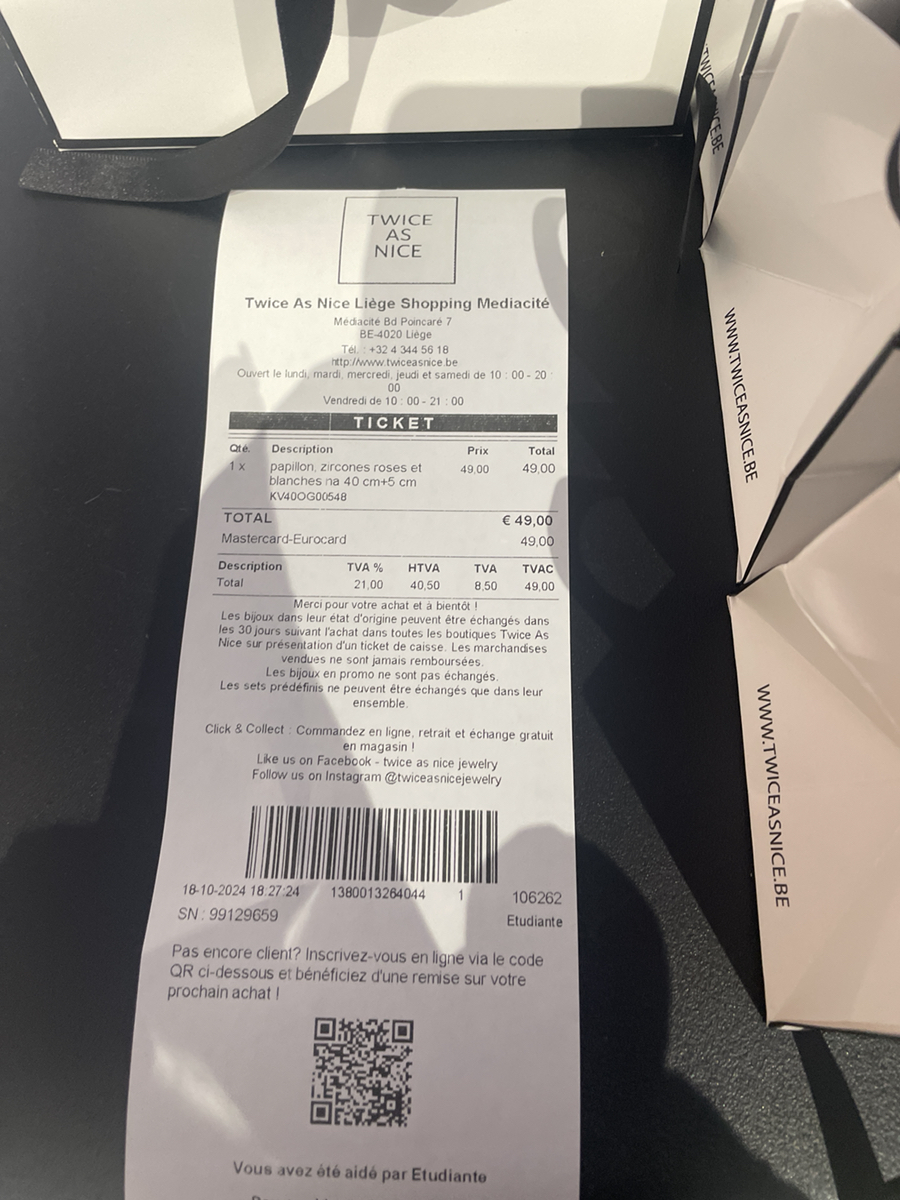 TWICE
AS
NICE
Twice As Nice Liège Shopping Mediacité
Médiacité Bd Poincaré 7
BE-4020 Liège
Tél. : +32 4 344 56 18
http://www.twiceasnice.be
Ouvert le lundi, mardi, mercredi, jeudi et samedi de 10 : 00 - 20 :
00
Vendredi de 10 : 00 - 21 : 00
TICKET
Qté. Description Prix Total
1 x papillon, zircones roses et 49,00 49,00
blanches na 40 cm+5 cm
KV40OG00548
TOTAL € 49,00
Mastercard-Eurocard 49,00
Description TVA % HTVA TVA TVAC
Total 21,00 40,50 8,50 49,00
Merci pour votre achat et à bientôt !
Les bijoux dans leur état d'origine peuvent être échangés dans
les 30 jours suivant l'achat dans toutes les boutiques Twice As
Nice sur présentation d'un ticket de caisse. Les marchandises
vendues ne sont jamais remboursées.
Les bijoux en promo ne sont pas échangés.
Les sets prédéfinis ne peuvent être échangés que dans leur
ensemble.
Click & Collect : Commandez en ligne, retrait et échange gratuit
en magasin !
Like us on Facebook - twice as nice jewelry
Follow us on Instagram @twiceasnicejewelry
18-10-2024 18:27:24 1380013264044 1 106262
SN : 99129659 Etudiante
Pas encore client? Inscrivez-vous en ligne via le code
QR ci-dessous et bénéficiez d'une remise sur votre
prochain achat !
Vous avez été aidé par Etudiante
WWW.TWICEASNICE.BE
WWW.TWICEASNICE.BE